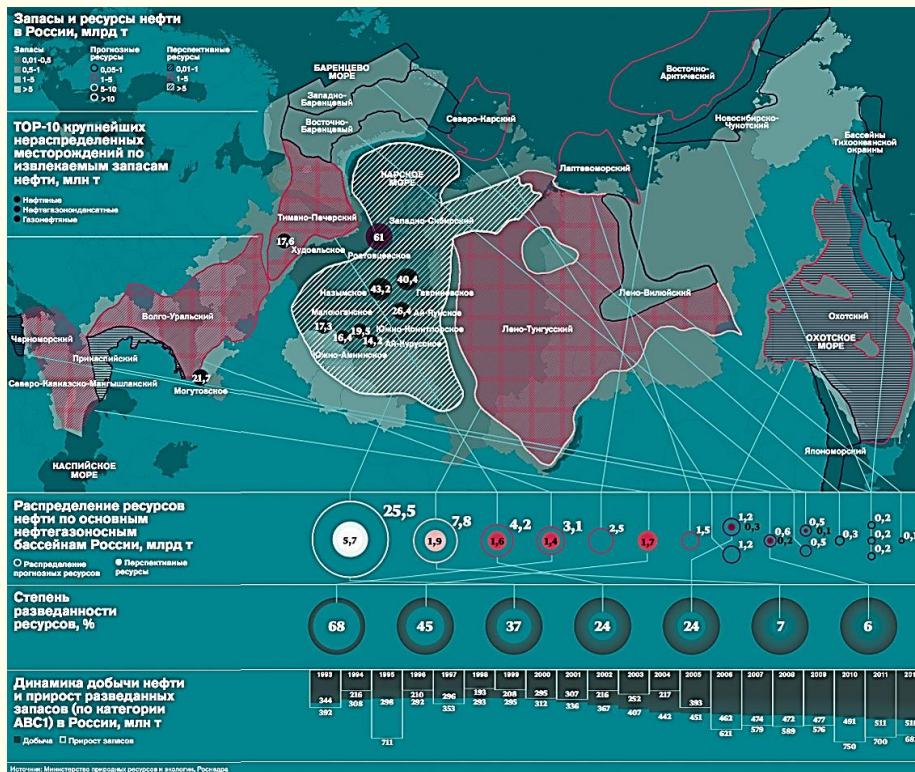 Запасы и ресурсы нефти
в России, млрд т
Запасы
0,01-0,5
0,5-1
1-5
>5
Прогнозные
ресурсы
0,05-1
1-5
5-10
>10
Перспективные
ресурсы
0,01-1
1-5
>5
TOP-10 крупнейших
нераспределенных
месторождений по
извлекаемым запасам
нефти, млн т
Нефтяные
Нефтегазоконденсатные
Газонефтяные
БАРЕНЦЕВО
МОРЕ
Западно-
Баренцевый
Восточно-
Баренцевый
Северо-Карский
Восточно-
Арктический
Новосибирско-
Чукотский
Бассейны
Тихоокеанской
окраины
КАРСКОЕ
МОРЕ
Лаптевоморский
Тимано-Печерский
Западно-Сибирский
17,6
Худоельское
61
Ростовцевское
40,4
43,2
Назымское
Гавриковское
26,4
Малоюганское
17,3
19,5
16,4
14,2
Ай-Курусское
Лено-Вилюйский
Лено-Тунгусский
Охотский
ОХОТСКОЕ
МОРЕ
Волго-Уральский
Черноморский
Прикаспийский
Северо-Кавказско-Мангышлакский
21,7
Могутовское
КАСПИЙСКОЕ
МОРЕ
Япономорский
Распределение ресурсов
нефти по основным
нефтегазоносным
бассейнам России, млрд т
Распределение
прогнозных ресурсов
Перспективные
ресурсы
25,5
5,7
7,8
1,9
4,2
1,6
3,1
1,4
2,5
1,7
1,5
1,2
0,3
1,2
0,6
0,2
0,5
0,1
0,5
0,3
0,2
0,2
0,2
Степень
разведанности
ресурсов, %
68 45 37 24 24 7 6
Динамика добычи нефти
и прирост разведанных
запасов (по категории
АВС1) в России, млн т
Добыча
Прирост запасов
1993 1994 1995 1996 1997 1998 1999 2000 2001 2002 2003 2004 2005 2006 2007 2008 2009 2010 2011
344 216 298 210 296 193 208 295 307 216 252 217 393 462 474 472 477 491 511
392 308 711 292 353 293 295 312 336 367 407 442 451 621 579 589 576 750 700
Источник: Министерство природных ресурсов и экологии, Роснедра